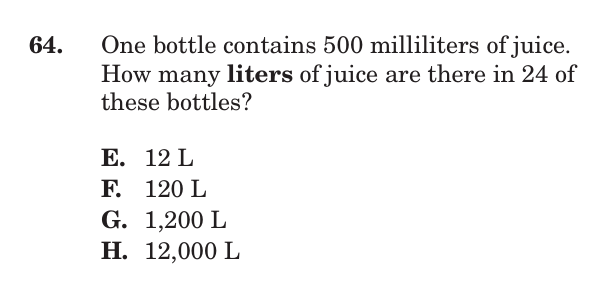 64. One bottle contains 500 milliliters of juice.
How many liters of juice are there in 24 of
these bottles?
E. 12 L
F. 120 L
G. 1,200 L
H. 12,000 L